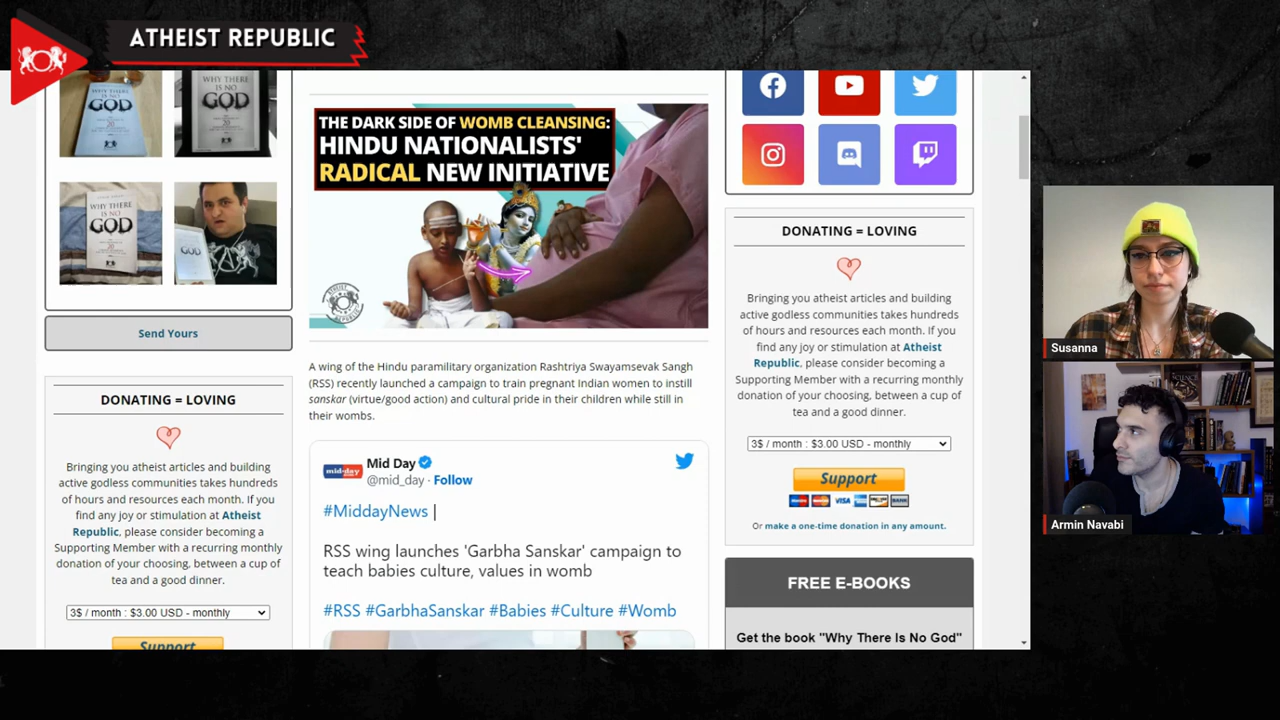 ATHEIST REPUBLIC
WHY THERE
IS NO
GOD
WHY THERE
IS NO
GOD
WHY THERE
IS NO
GOD
Send Yours
DONATING = LOVING
Bringing you atheist articles and building
active godless communities takes hundreds
of hours and resources each month. If you
find any joy or stimulation at Atheist
Republic, please consider becoming a
Supporting Member with a recurring monthly
donation of your choosing, between a cup of
tea and a good dinner.
3$ / month : $3.00 USD - monthly
Support
THE DARK SIDE OF WOMB CLEANSING:
HINDU NATIONALISTS'
RADICAL NEW INITIATIVE
ATHEIST
REPUBLIC
A wing of the Hindu paramilitary organization Rashtriya Swayamsevak Sangh
(RSS) recently launched a campaign to train pregnant Indian women to instill
sanskar (virtue/good action) and cultural pride in their children while still in
their wombs.
mid-day
Mid Day
@mid_day · Follow
#MiddayNews |
RSS wing launches 'Garbha Sanskar' campaign to
teach babies culture, values in womb
#RSS #GarbhaSanskar #Babies #Culture #Womb
DONATING = LOVING
Bringing you atheist articles and building
active godless communities takes hundreds
of hours and resources each month. If you
find any joy or stimulation at Atheist
Republic, please consider becoming a
Supporting Member with a recurring monthly
donation of your choosing, between a cup of
tea and a good dinner.
3$ / month : $3.00 USD - monthly
Support
VISA
Or make a one-time donation in any amount.
FREE E-BOOKS
Get the book "Why There Is No God"
Susanna
Armin Navabi